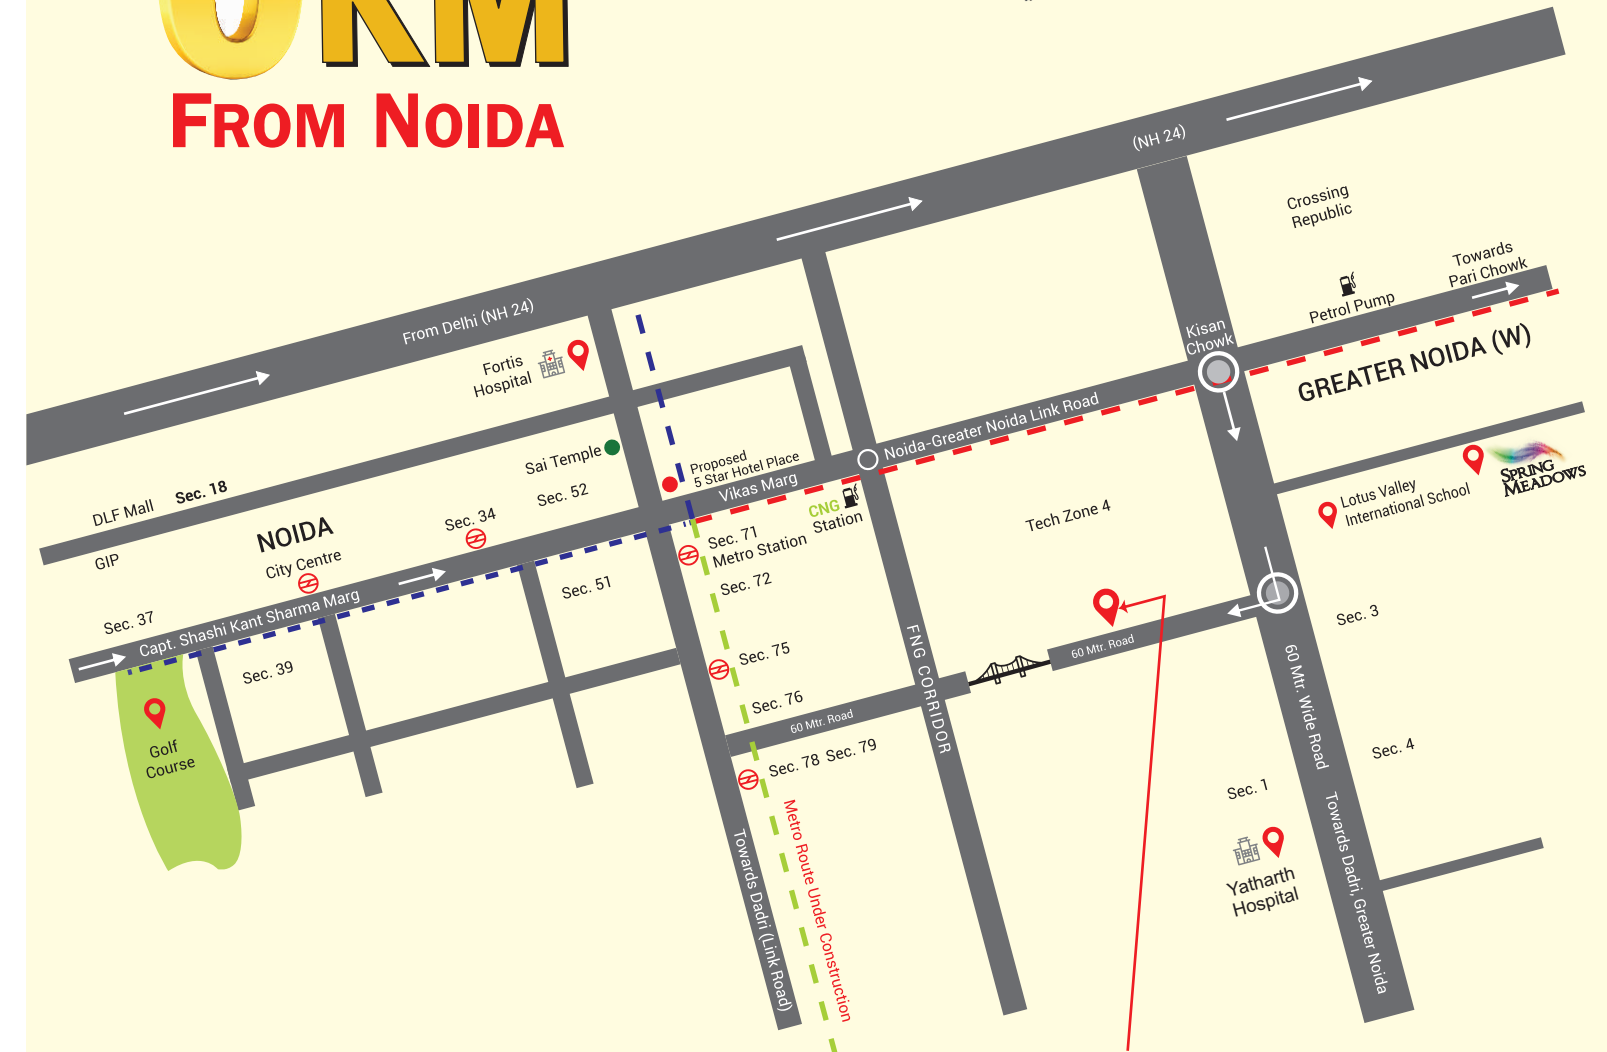 0KM
FROM NOIDA
(NH 24)
Crossing
Republic
Towards
Pari Chowk
Petrol Pump
From Delhi (NH 24)
Kisan
Chowk
GREATER NOIDA (W)
Fortis
Hospital
Noida-Greater Noida Link Road
Sai Temple
Proposed
5 Star Hotel Place
Vikas Marg
SPRING
MEADOWS
Lotus Valley
International School
DLF Mall
Sec. 18
Sec. 52
CNG
Station
Tech Zone 4
NOIDA
Sec. 34
GIP
City Centre
Sec. 71
Metro Station
Sec. 72
Sec. 51
Sec. 37
Capt. Shashi Kant Sharma Marg
Sec. 3
Sec. 39
Sec. 75
60 Mtr. Road
FNG CORRIDOR
Sec. 76
60 Mtr. Road
60 Mtr. Wide Road
Golf
Course
Sec. 78
Sec. 79
Sec. 4
Sec. 1
Metro Route Under Construction
Towards Dadri (Link Road)
Towards Dadri, Greater Noida
Yatharth
Hospital